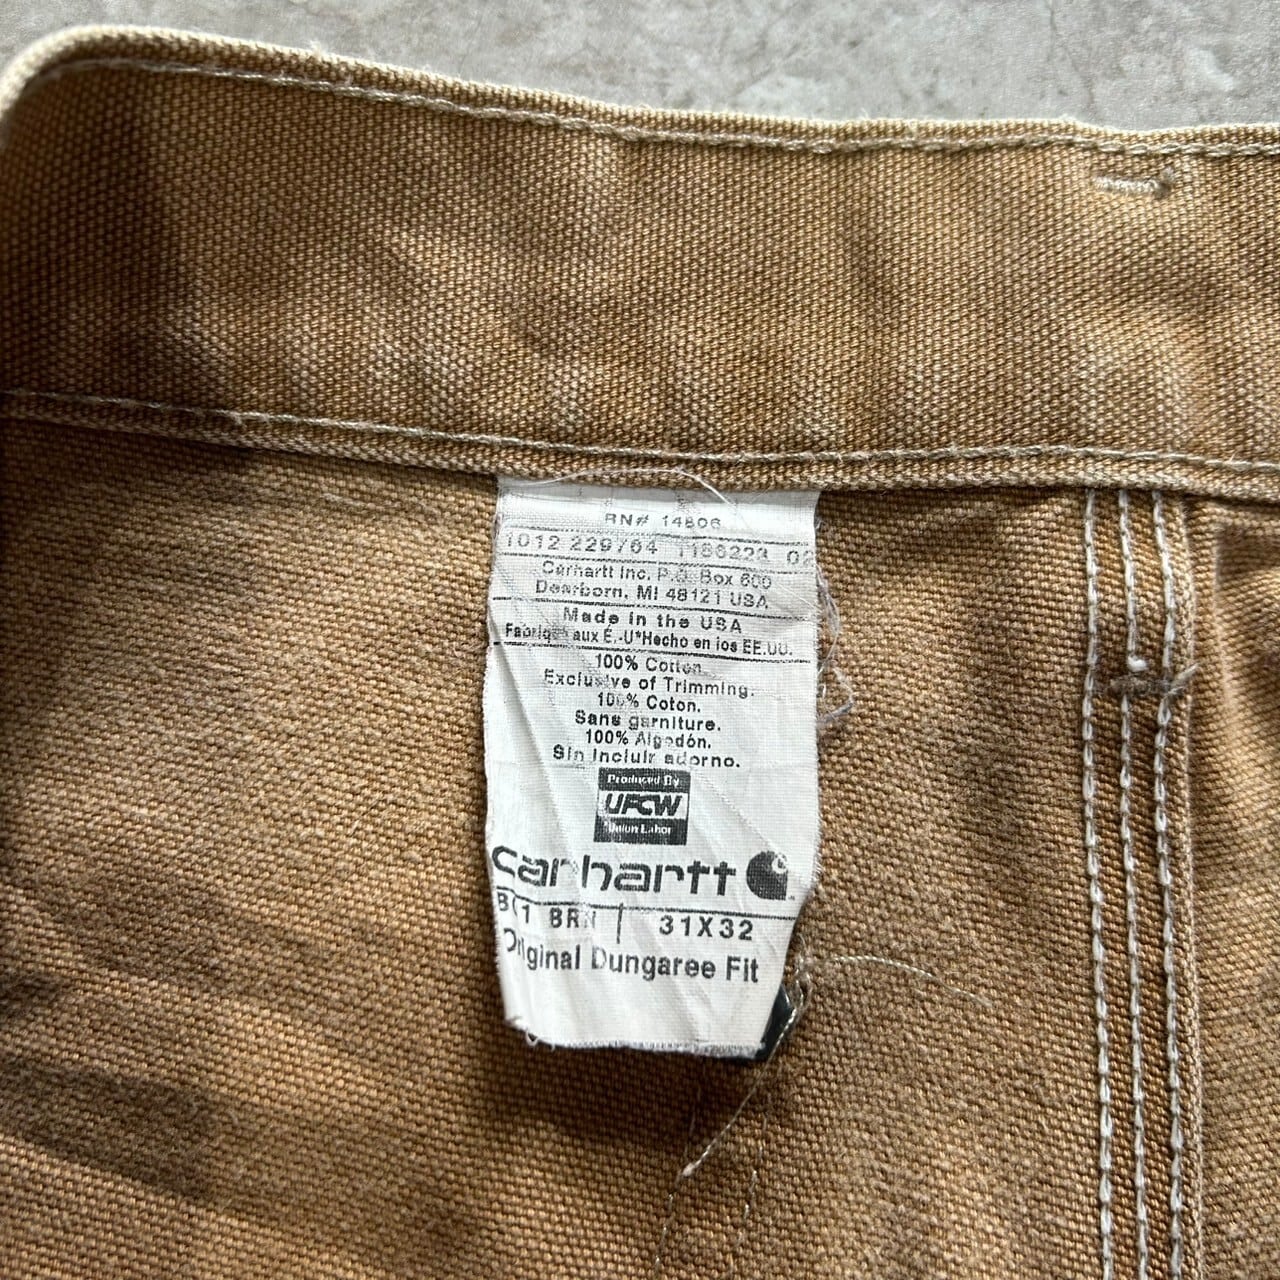 RN# 14806
1012 229764 1186223 02
Carhartt Inc. P.O. Box 600
Dearborn, MI 48121 USA
Made in the USA
Fabriqué aux É.-U*Hecho en los EE.UU.
100% Cotton
Exclusive of Trimming.
100% Coton.
Sans garniture.
100% Algodón.
Sin incluir adorno.
Produced By
UFCW
Union Labor
carhartt
BRN 31X32
Original Dungaree Fit